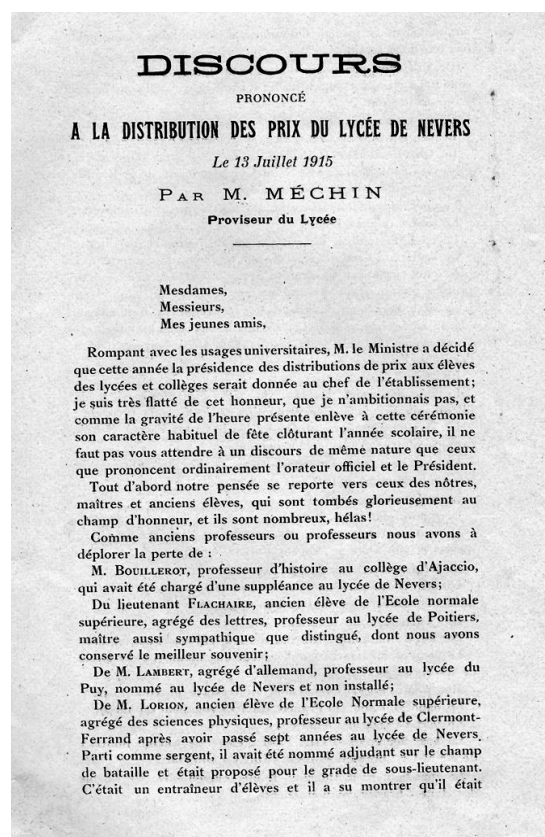 DISCOURS
PRONONCÉ
A LA DISTRIBUTION DES PRIX DU LYCÉE DE NEVERS
Le 13 Juillet 1915
PAR M. MÉCHIN
Proviseur du Lycée
Mesdames,
Messieurs,
Mes jeunes amis,
Rompant avec les usages universitaires, M. le Ministre a décidé
que cette année la présidence des distributions de prix aux élèves
des lycées et collèges serait donnée au chef de l'établissement;
je suis très flatté de cet honneur, que je n'ambitionnais pas, et
comme la gravité de l'heure présente enlève à cette cérémonie
son caractère habituel de fête clôturant l'année scolaire, il ne
faut pas vous attendre à un discours de même nature que ceux
que prononcent ordinairement l'orateur officiel et le Président.
Tout d'abord notre pensée se reporte vers ceux des nôtres,
maîtres et anciens élèves, qui sont tombés glorieusement au
champ d'honneur, et ils sont nombreux, hélas!
Comme anciens professeurs ou professeurs nous avons à
déplorer la perte de :
M. BOUILLEROT, professeur d'histoire au collège d'Ajaccio,
qui avait été chargé d'une suppléance au lycée de Nevers;
Du lieutenant FLACHAIRE, ancien élève de l'Ecole normale
supérieure, agrégé des lettres, professeur au lycée de Poitiers,
maître aussi sympathique que distingué, dont nous avons
conservé le meilleur souvenir;
De M. LAMBERT, agrégé d'allemand, professeur au lycée du
Puy, nommé au lycée de Nevers et non installé;
De M. LORION, ancien élève de l'Ecole Normale supérieure,
agrégé des sciences physiques, professeur au lycée de Clermont-
Ferrand après avoir passé sept années au lycée de Nevers.
Parti comme sergent, il avait été nommé adjudant sur le champ
de bataille et était proposé pour le grade de sous-lieutenant.
C'était un entraîneur d'élèves et il a su montrer qu'il était